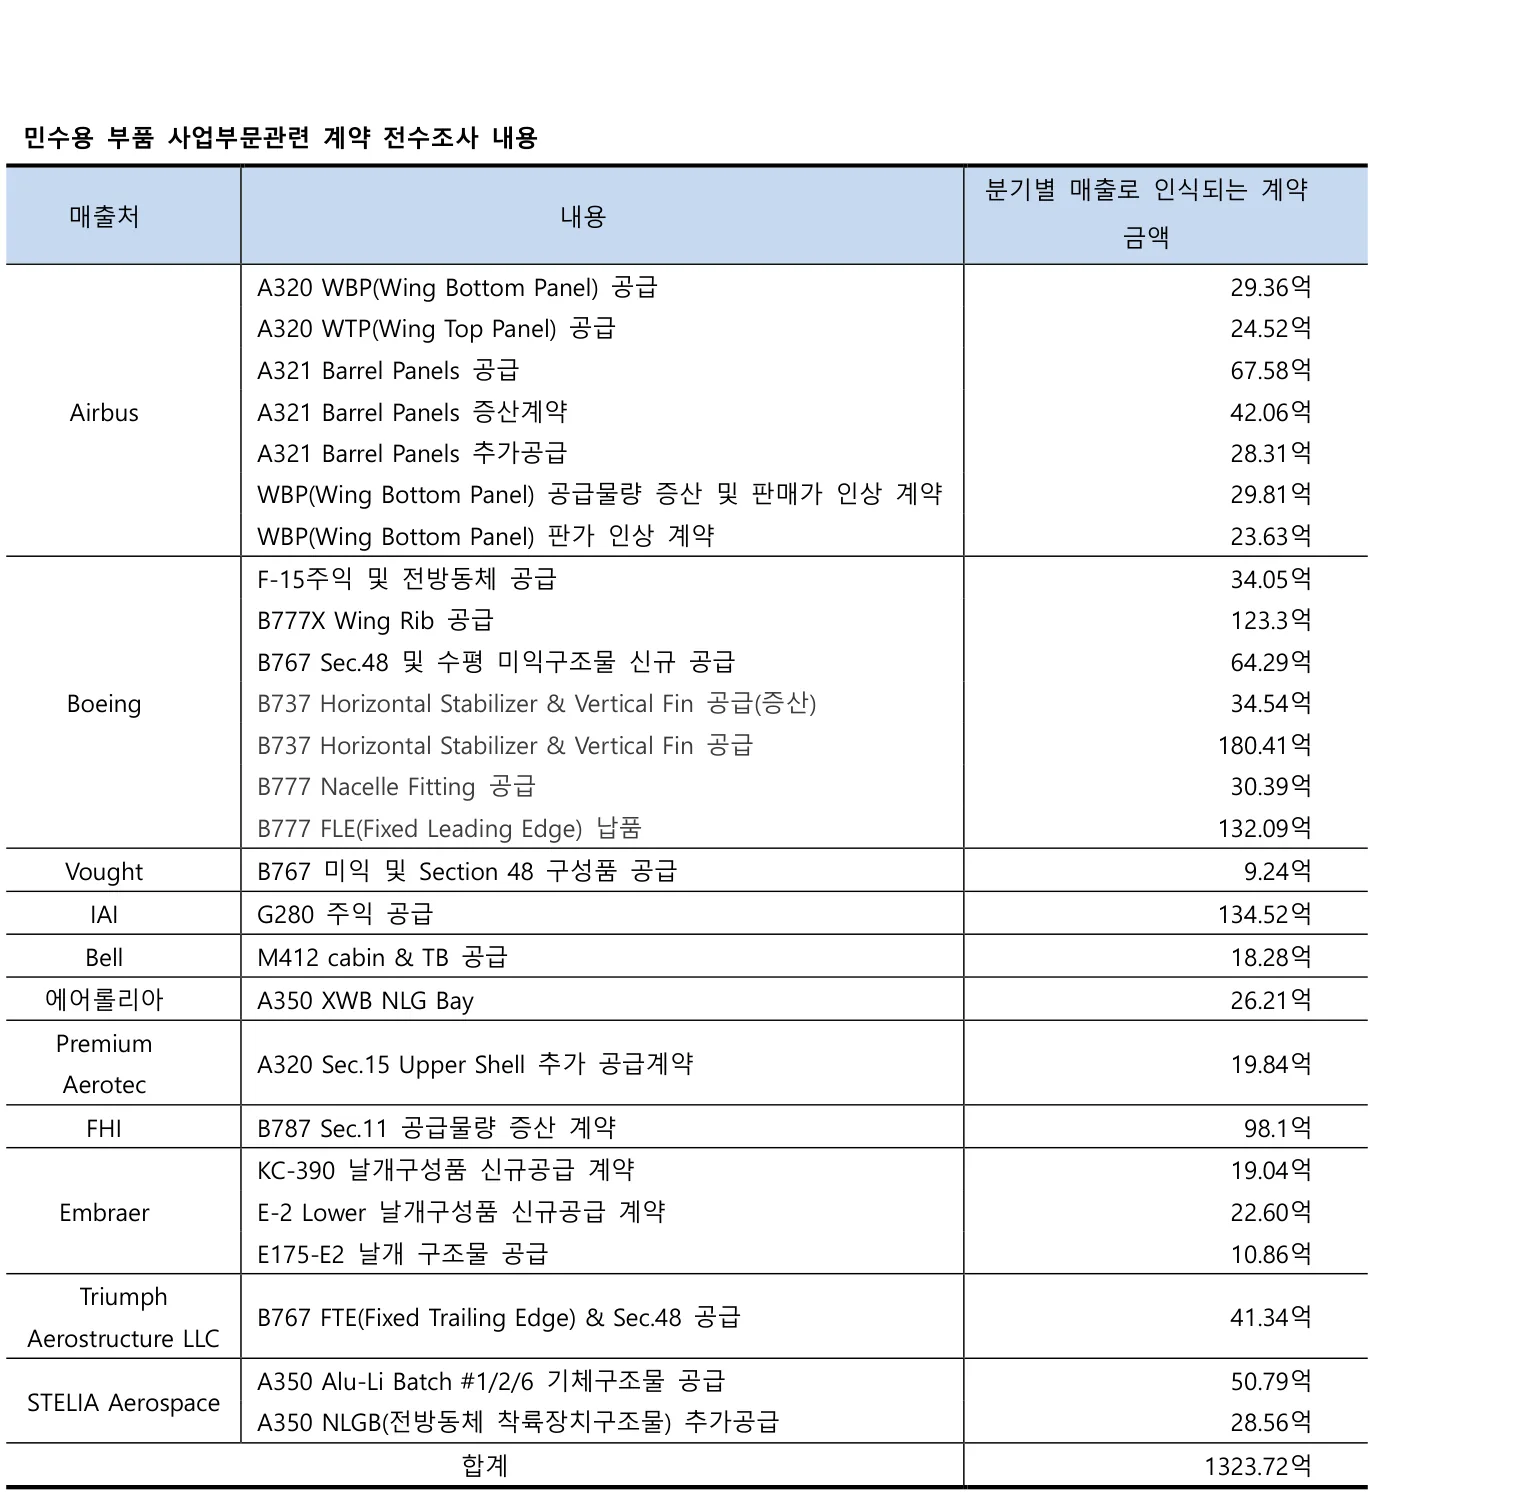 민수용 부품 사업부문관련 계약 전수조사 내용
매출처 내용 분기별 매출로 인식되는 계약
금액
Airbus
A320 WBP(Wing Bottom Panel) 공급 29.36억
A320 WTP(Wing Top Panel) 공급 24.52억
A321 Barrel Panels 공급 67.58억
A321 Barrel Panels 증산계약 42.06억
A321 Barrel Panels 추가공급 28.31억
WBP(Wing Bottom Panel) 공급물량 증산 및 판매가 인상 계약 29.81억
WBP(Wing Bottom Panel) 판가 인상 계약 23.63억
Boeing
F-15주익 및 전방동체 공급 34.05억
B777X Wing Rib 공급 123.3억
B767 Sec.48 및 수평 미익구조물 신규 공급 64.29억
B737 Horizontal Stabilizer & Vertical Fin 공급(증산) 34.54억
B737 Horizontal Stabilizer & Vertical Fin 공급 180.41억
B777 Nacelle Fitting 공급 30.39억
B777 FLE(Fixed Leading Edge) 납품 132.09억
Vought B767 미익 및 Section 48 구성품 공급 9.24억
IAI G280 주익 공급 134.52억
Bell M412 cabin & TB 공급 18.28억
에어롤리아 A350 XWB NLG Bay 26.21억
Premium
Aerotec
A320 Sec.15 Upper Shell 추가 공급계약 19.84억
FHI B787 Sec.11 공급물량 증산 계약 98.1억
Embraer
KC-390 날개구성품 신규공급 계약 19.04억
E-2 Lower 날개구성품 신규공급 계약 22.60억
E175-E2 날개 구조물 공급 10.86억
Triumph
Aerostructure LLC
B767 FTE(Fixed Trailing Edge) & Sec.48 공급 41.34억
STELIA Aerospace
A350 Alu-Li Batch #1/2/6 기체구조물 공급 50.79억
A350 NLGB(전방동체 착륙장치구조물) 추가공급 28.56억
합계 1323.72억